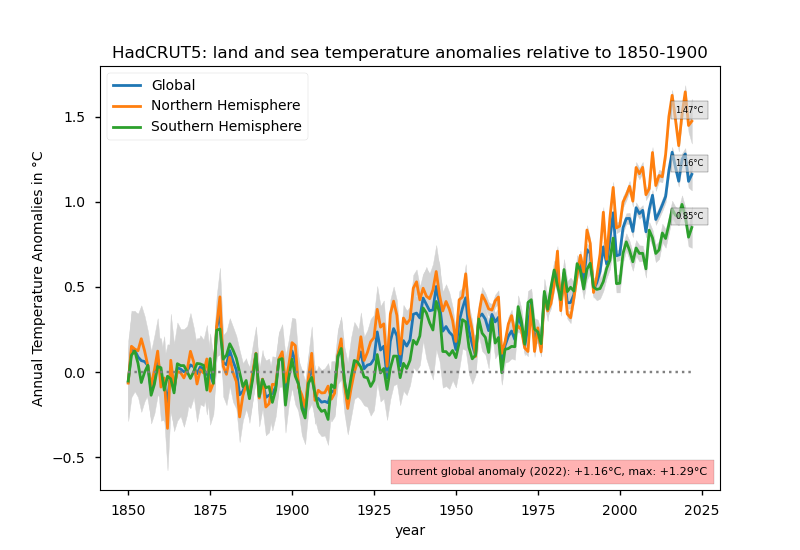 HadCRUT5: land and sea temperature anomalies relative to 1850-1900
Global
Northern Hemisphere
Southern Hemisphere
Annual Temperature Anomalies in °C
1.5
1.0
0.5
0.0
−0.5
1.47°C
1.16°C
0.85°C
current global anomaly (2022): +1.16°C, max: +1.29°C
1850
1875
1900
1925
1950
1975
2000
2025
year